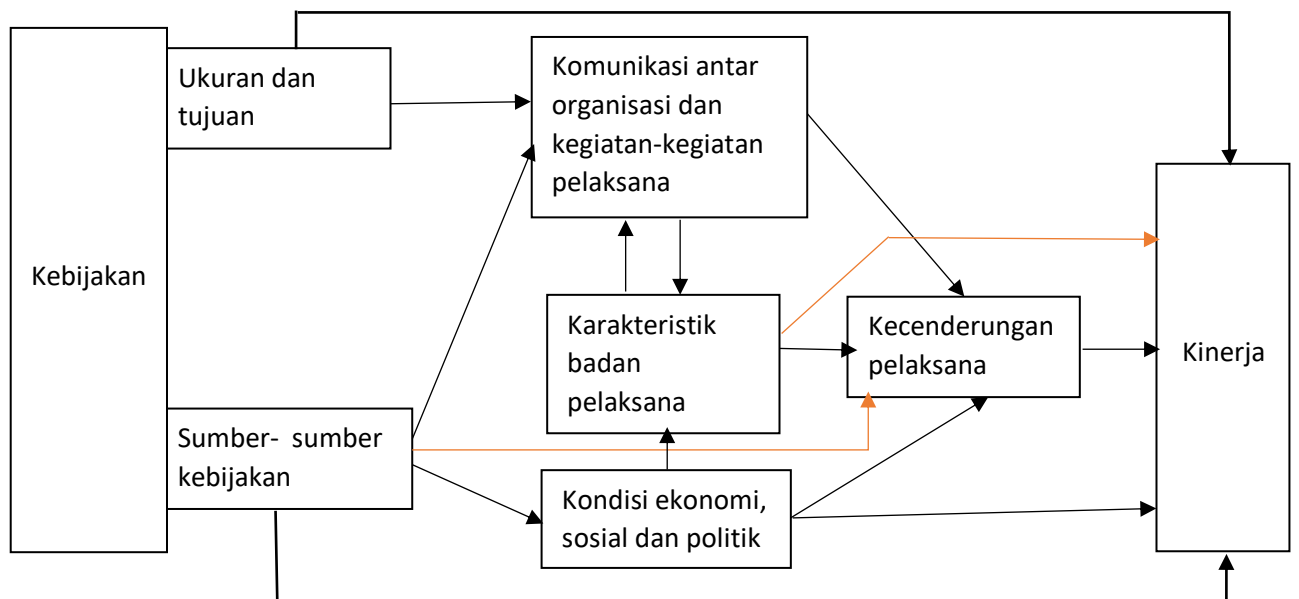 Kebijakan
Ukuran dan
tujuan
Sumber- sumber
kebijakan
Komunikasi antar
organisasi dan
kegiatan-kegiatan
pelaksana
Karakteristik
badan
pelaksana
Kondisi ekonomi,
sosial dan politik
Kecenderungan
pelaksana
Kinerja